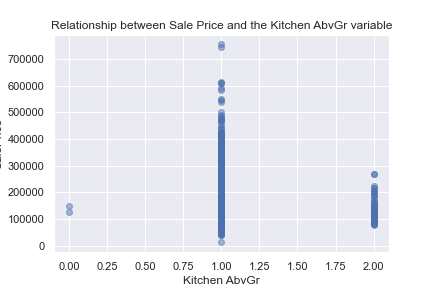 Relationship between Sale Price and the Kitchen AbvGr variable
700000
600000
500000
400000
300000
200000
100000
0
0.00 0.25 0.50 0.75 1.00 1.25 1.50 1.75 2.00
Kitchen AbvGr